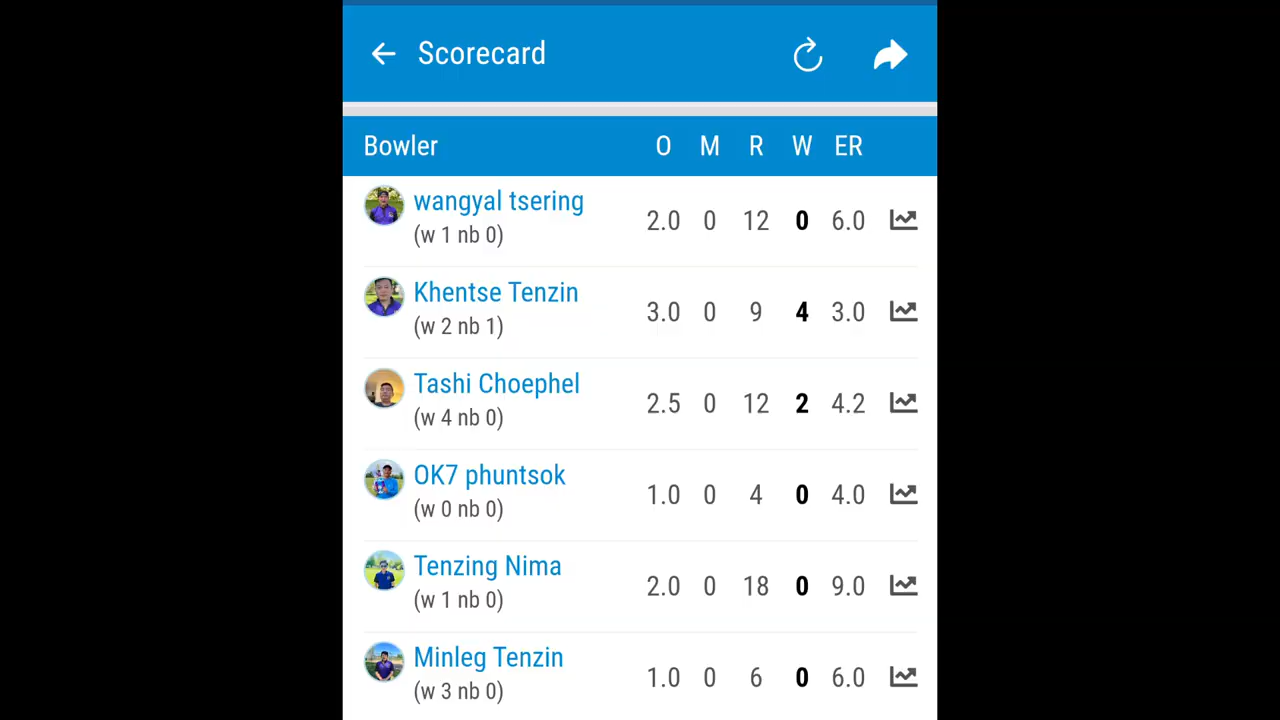 Scorecard
Bowler O M R W ER
wangyal tsering 2.0 0 12 0 6.0
(w 1 nb 0)
Khentse Tenzin 3.0 0 9 4 3.0
(w 2 nb 1)
Tashi Choephel 2.5 0 12 2 4.2
(w 4 nb 0)
OK7 phuntsok 1.0 0 4 0 4.0
(w 0 nb 0)
Tenzing Nima 2.0 0 18 0 9.0
(w 1 nb 0)
Minleg Tenzin 1.0 0 6 0 6.0
(w 3 nb 0)